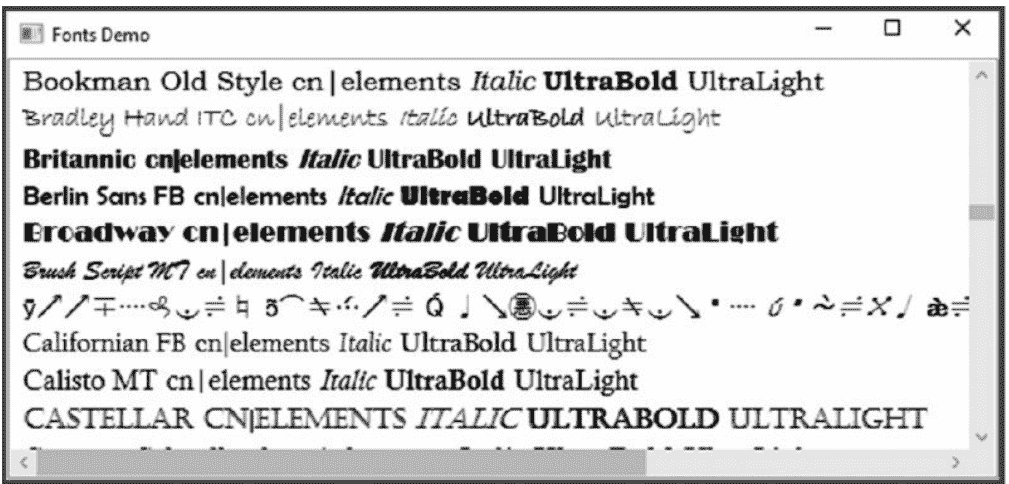 Fonts Demo
Bookman Old Style cn|elements Italic UltraBold UltraLight
Bradley Hand ITC cn|elements Italic UltraBold UltraLight
Britannic cn|elements Italic UltraBold UltraLight
Berlin Sans FB cn|elements Italic UltraBold UltraLight
Broadway cn|elements Italic UltraBold UltraLight
Brush Script MT cn|elements Italic UltraBold UltraLight
Californian FB cn|elements Italic UltraBold UltraLight
Calisto MT cn|elements Italic UltraBold UltraLight
CASTELLAR CN|ELEMENTS ITALIC ULTRABOLD ULTRALIGHT